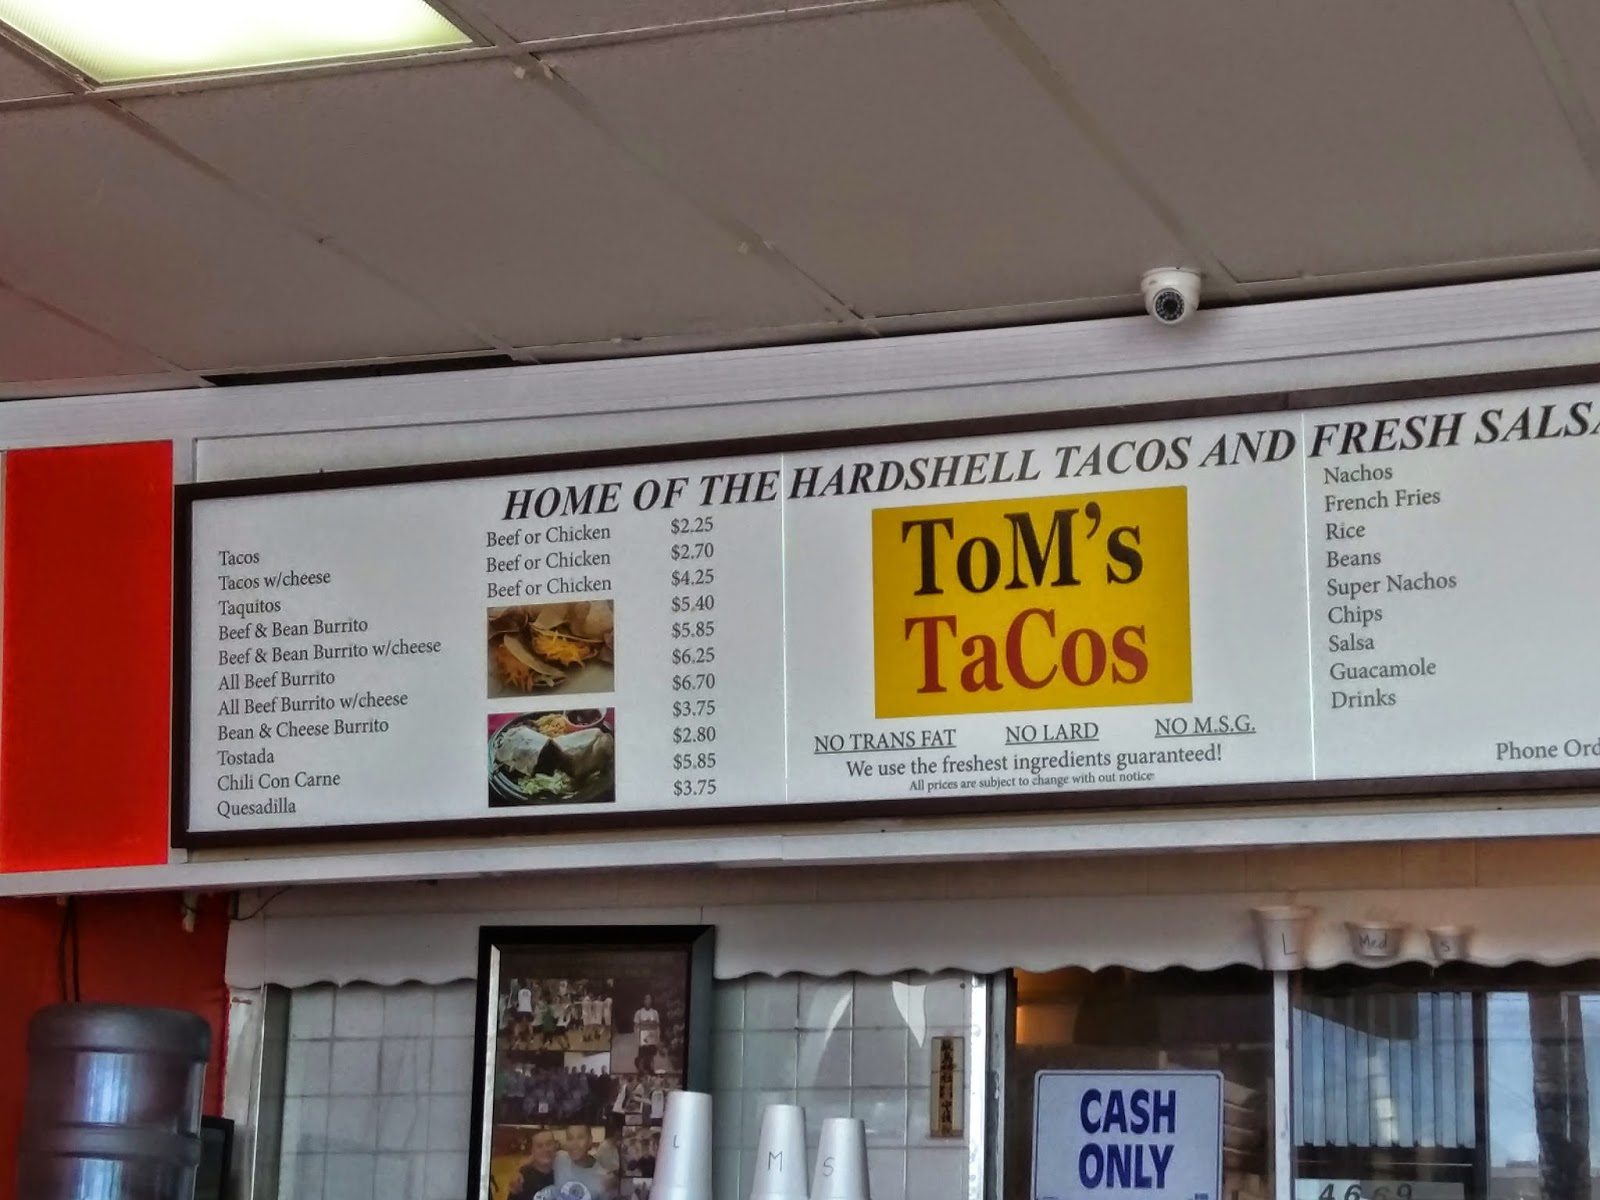 HOME OF THE HARDSHELL TACOS AND FRESH SALSA
Tacos Beef or Chicken $2.25
Tacos w/cheese Beef or Chicken $2.70
Taquitos Beef or Chicken $4.25
Beef & Bean Burrito $5.40
Beef & Bean Burrito w/cheese $5.85
All Beef Burrito $6.25
All Beef Burrito w/cheese $6.70
Bean & Cheese Burrito $3.75
Tostada $2.80
Chili Con Carne $5.85
Quesadilla $3.75
ToM's
TaCos
NO TRANS FAT NO LARD NO M.S.G.
We use the freshest ingredients guaranteed!
All prices are subject to change with out notice
Nachos
French Fries
Rice
Beans
Super Nachos
Chips
Salsa
Guacamole
Drinks
Phone Ord
L Med S
L M S
CASH
ONLY
4669